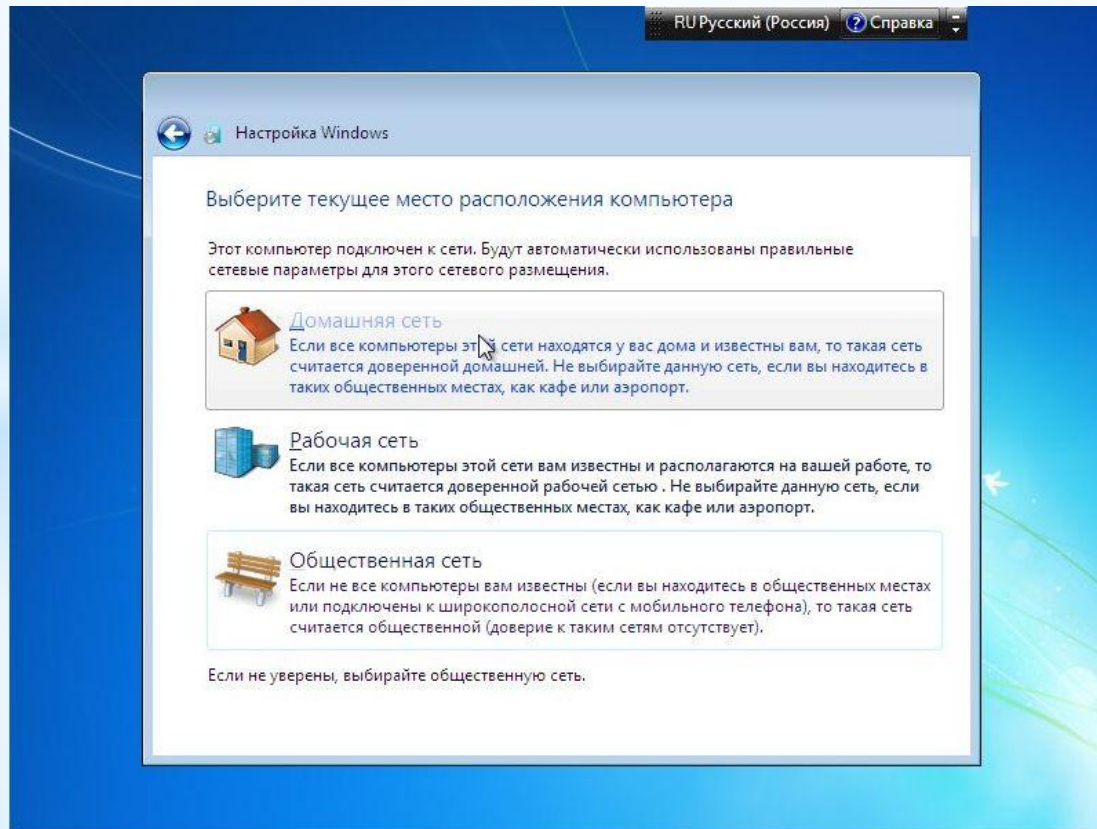 RU Русский (Россия) Справка
Настройка Windows
Выберите текущее место расположения компьютера
Этот компьютер подключен к сети. Будут автоматически использованы правильные
сетевые параметры для этого сетевого размещения.
Домашняя сеть
Если все компьютеры этой сети находятся у вас дома и известны вам, то такая сеть
считается доверенной домашней. Не выбирайте данную сеть, если вы находитесь в
таких общественных местах, как кафе или аэропорт.
Рабочая сеть
Если все компьютеры этой сети вам известны и располагаются на вашей работе, то
такая сеть считается доверенной рабочей сетью . Не выбирайте данную сеть, если
вы находитесь в таких общественных местах, как кафе или аэропорт.
Общественная сеть
Если не все компьютеры вам известны (если вы находитесь в общественных местах
или подключены к широкополосной сети с мобильного телефона), то такая сеть
считается общественной (доверие к таким сетям отсутствует).
Если не уверены, выбирайте общественную сеть.